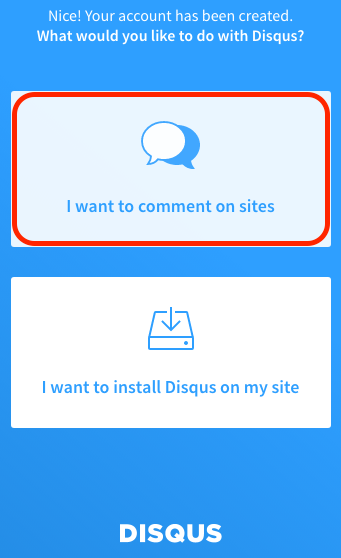 Nice! Your account has been created.
What would you like to do with Disqus?
I want to comment on sites
I want to install Disqus on my site
DISQUS